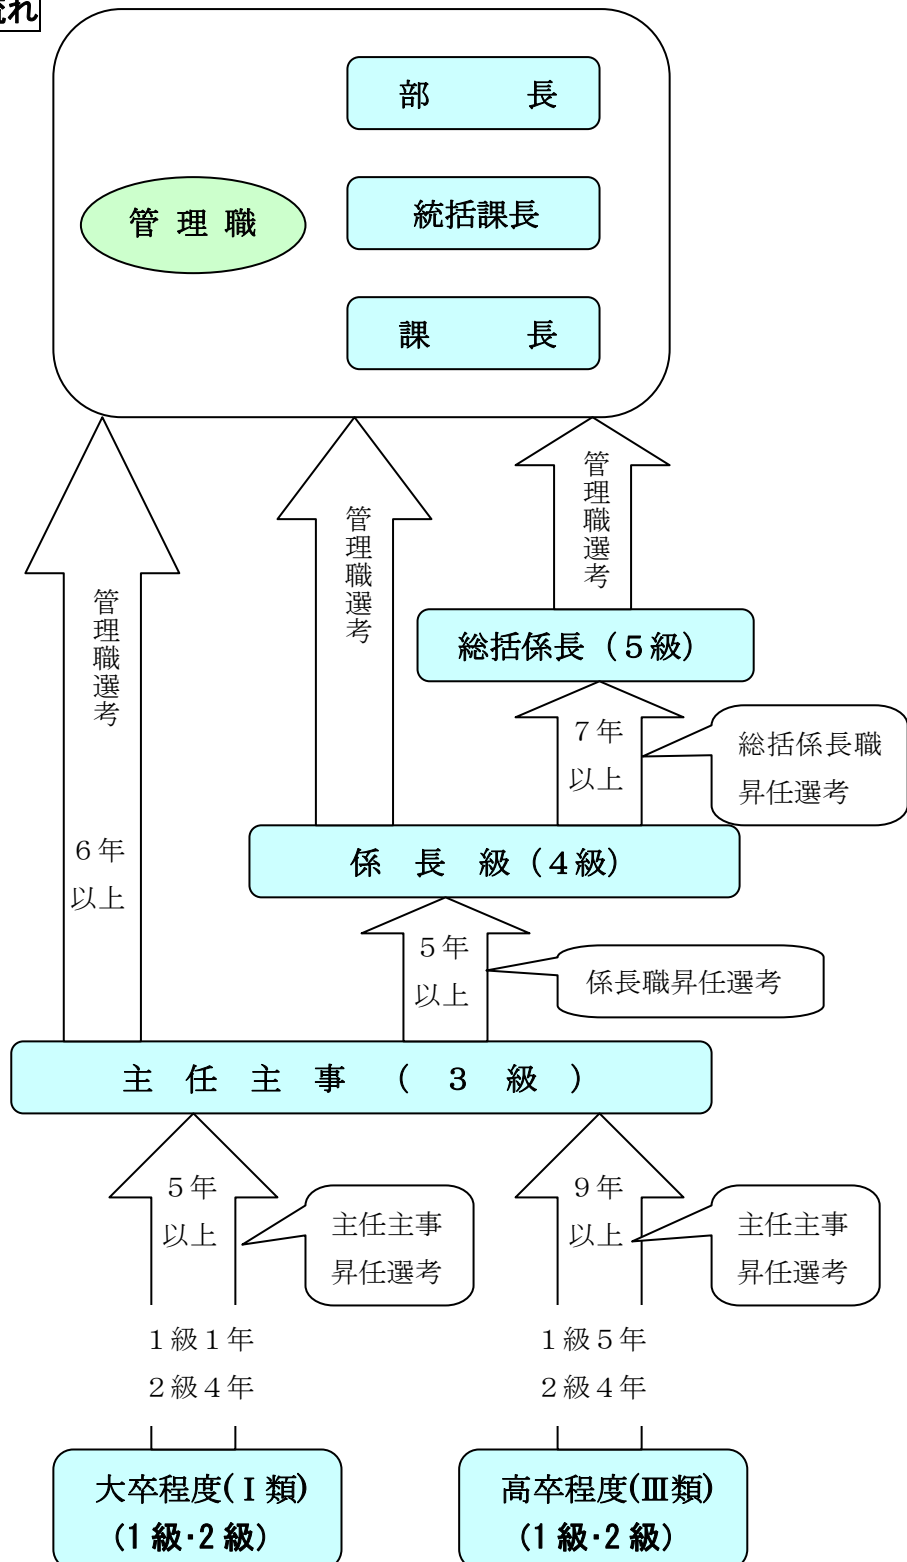 流れ
部　　　長
管 理 職
統括課長
課　　　長
管理職選考
管理職選考
管理職選考
総括係長（５級）
７年
以上
総括係長職
昇任選考
６年
以上
係　長　級（４級）
５年
以上
係長職昇任選考
主　任　主　事　（　３　級　）
５年
以上
主任主事
昇任選考
９年
以上
主任主事
昇任選考
１級１年
２級４年
１級５年
２級４年
大卒程度(Ⅰ類)
(１級･２級)
高卒程度(Ⅲ類)
(１級･２級)